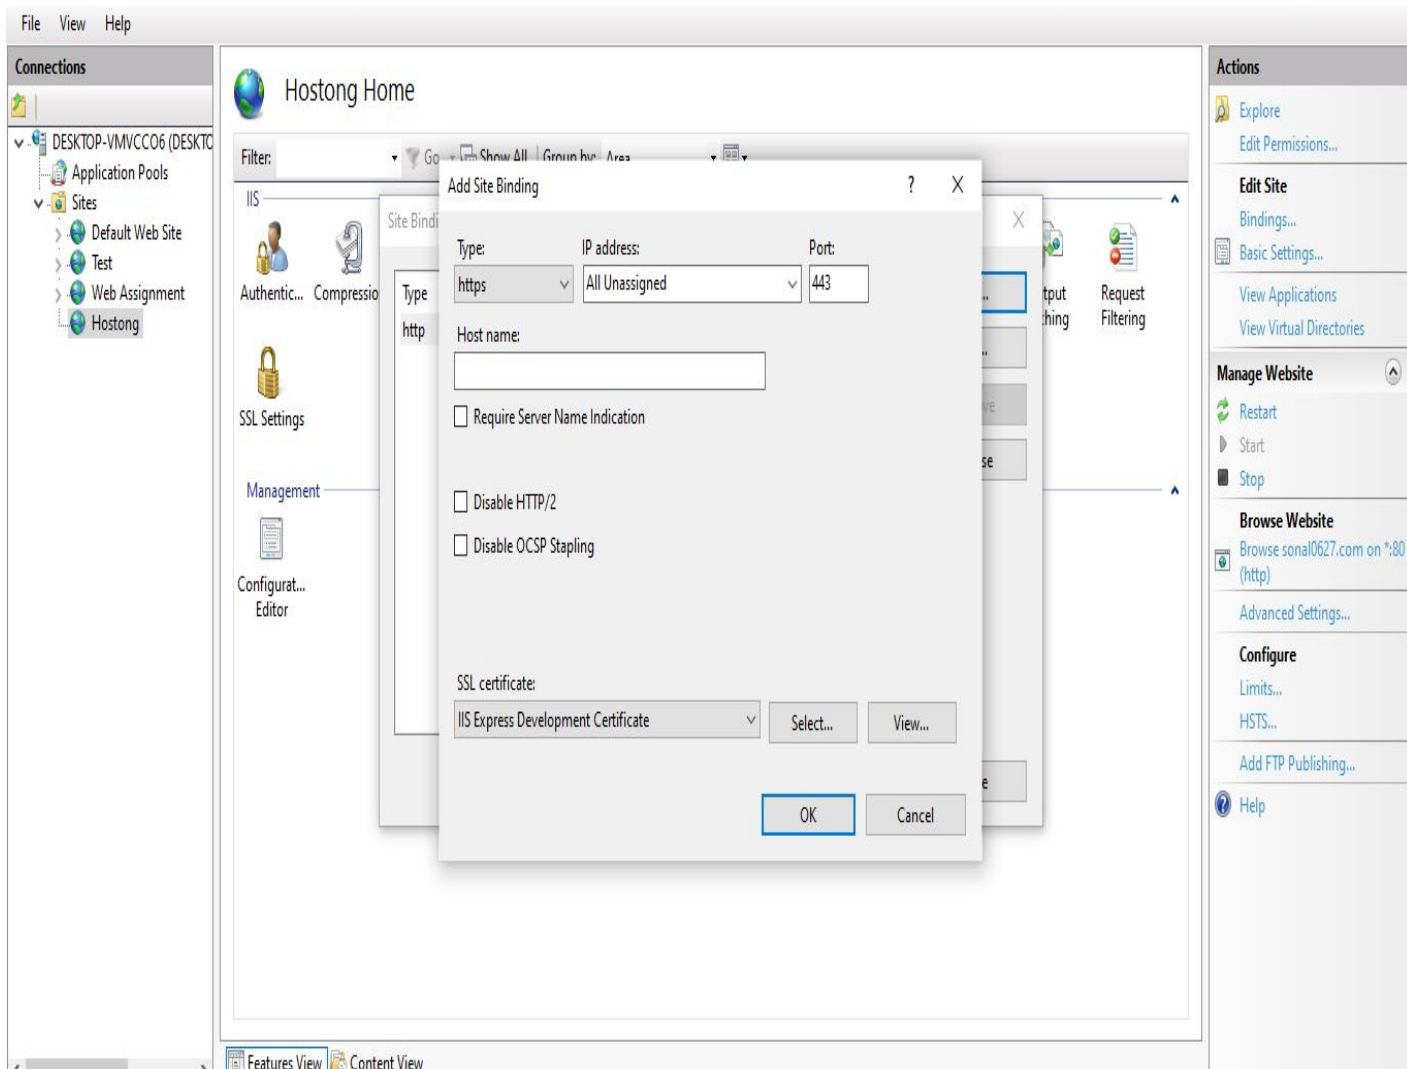 File View Help
Connections
DESKTOP-VMVCCO6 (DESKTO
Application Pools
Sites
Default Web Site
Test
Web Assignment
Hostong
Hostong Home
Filter:
Go
Show All
Group by: Area
IIS
Authentic...
Compressio
tput
hing
Request
Filtering
SSL Settings
Management
Configurat...
Editor
Site Bindi
Type
http
ve
se
e
Add Site Binding
?
X
Type:
IP address:
Port:
https
All Unassigned
443
Host name:
Require Server Name Indication
Disable HTTP/2
Disable OCSP Stapling
SSL certificate:
IIS Express Development Certificate
Select...
View...
OK
Cancel
Features View
Content View
Actions
Explore
Edit Permissions...
Edit Site
Bindings...
Basic Settings...
View Applications
View Virtual Directories
Manage Website
Restart
Start
Stop
Browse Website
Browse sonal0627.com on *:80
(http)
Advanced Settings...
Configure
Limits...
HSTS...
Add FTP Publishing...
Help